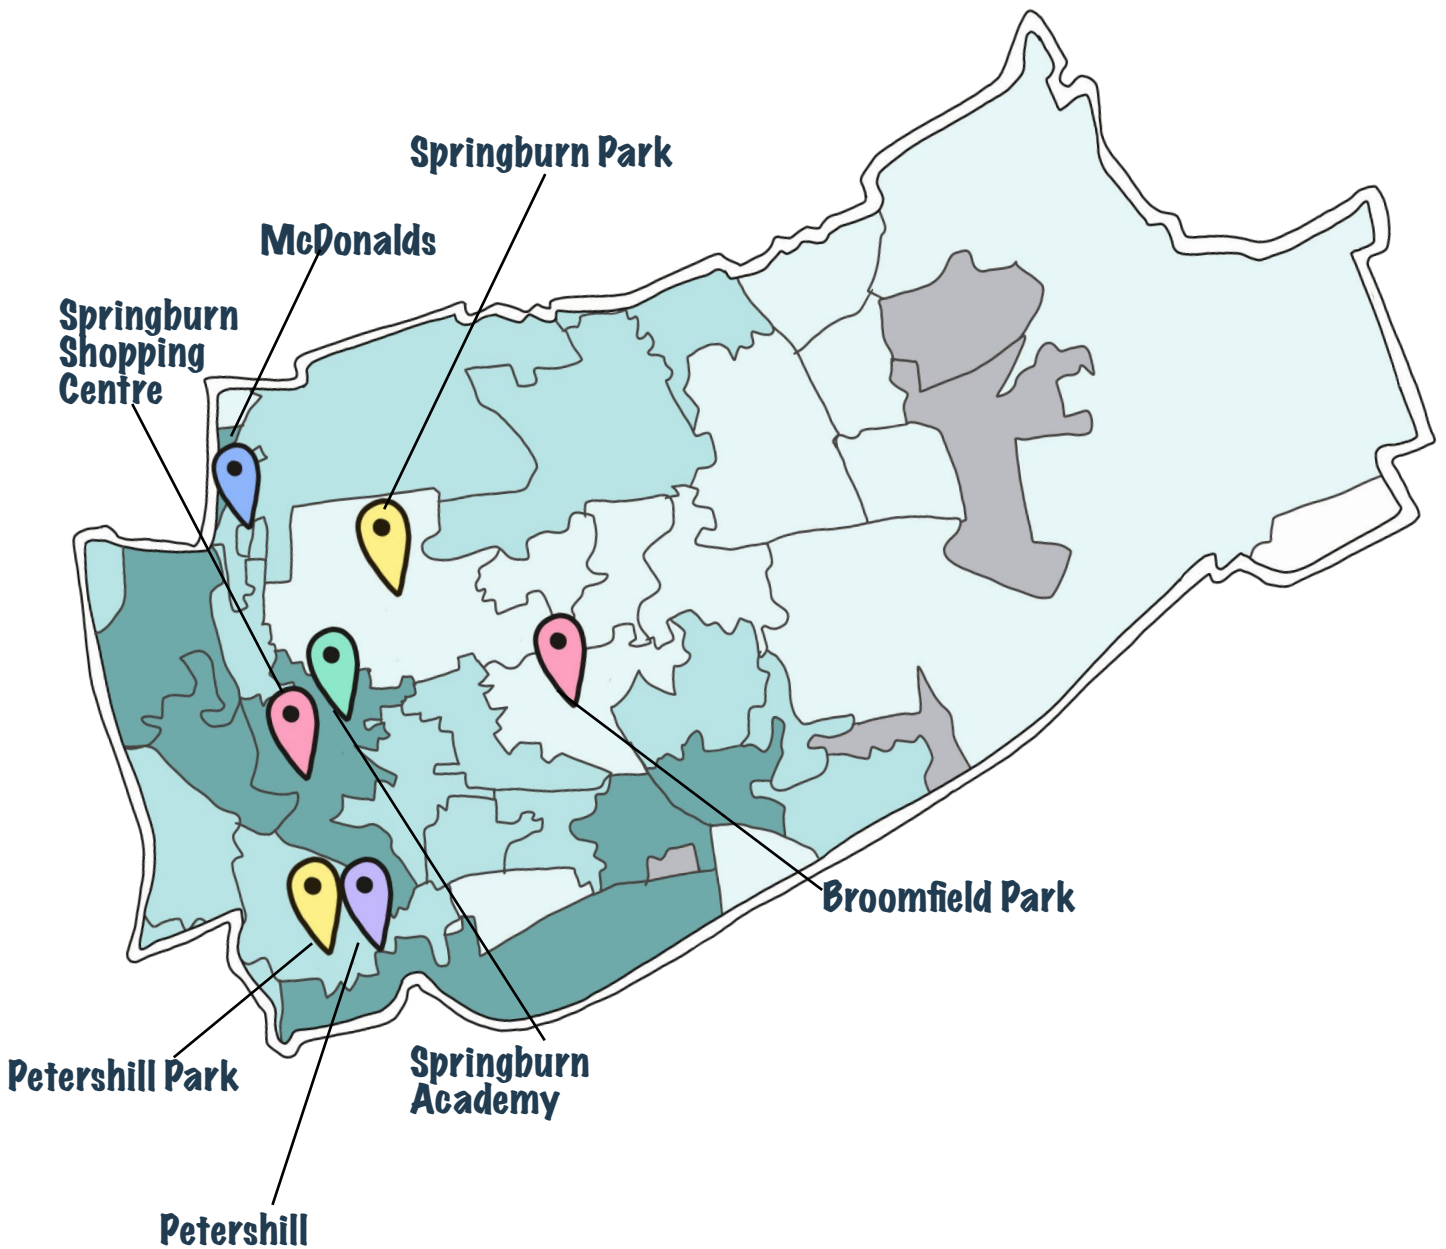 Springburn Park
McDonalds
Springburn
Shopping
Centre
Broomfield Park
Springburn
Academy
Petershill Park
Petershill